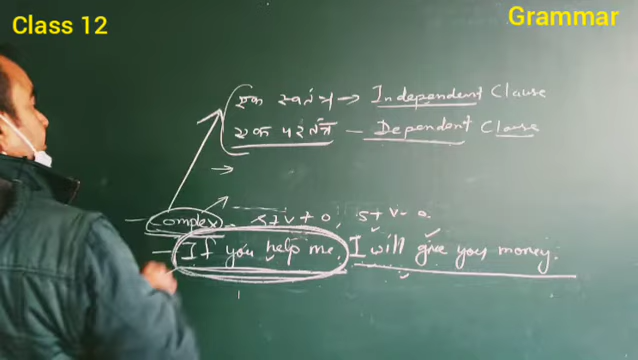 Class 12
Grammar
एक स्वतंत्र → Independent Clause
एक परतंत्र – Dependent Clause
→
– Complex – S+V+O, S+V-O.
– If you help me, I will give you money.